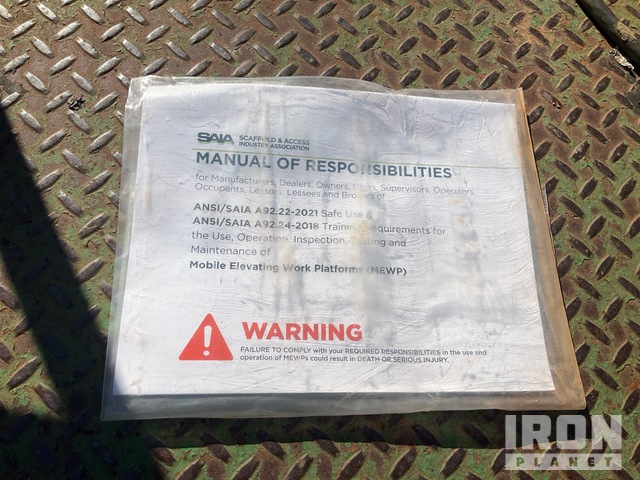 SAIA SCAFFOLD & ACCESS
INDUSTRY ASSOCIATION
MANUAL OF RESPONSIBILITIES
for Manufacturers, Dealers, Owners, Users, Supervisors, Operators,
Occupants, Lessors, Lessees and Brokers of
ANSI/SAIA A92.22-2021 Safe Use &
ANSI/SAIA A92.24-2018 Training Requirements for
the Use, Operation, Inspection, Testing and
Maintenance of
Mobile Elevating Work Platforms (MEWP)
WARNING
FAILURE TO COMPLY with your REQUIRED RESPONSIBILITIES in the use and
operation of MEWPs could result in DEATH OR SERIOUS INJURY.
IRON
PLANET